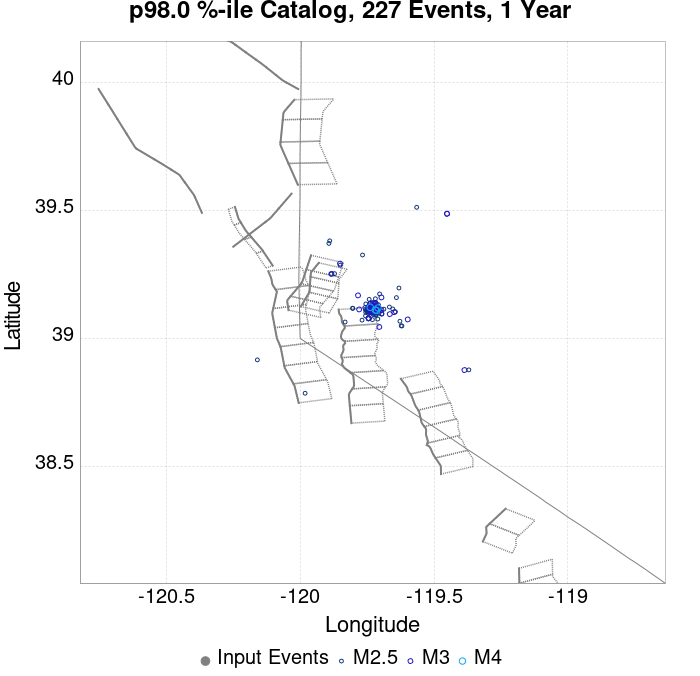 p98.0 %-ile Catalog, 227 Events, 1 Year
40
39.5
39
38.5
Latitude
-120.5 -120 -119.5 -119
Longitude
Input Events M2.5 M3 M4